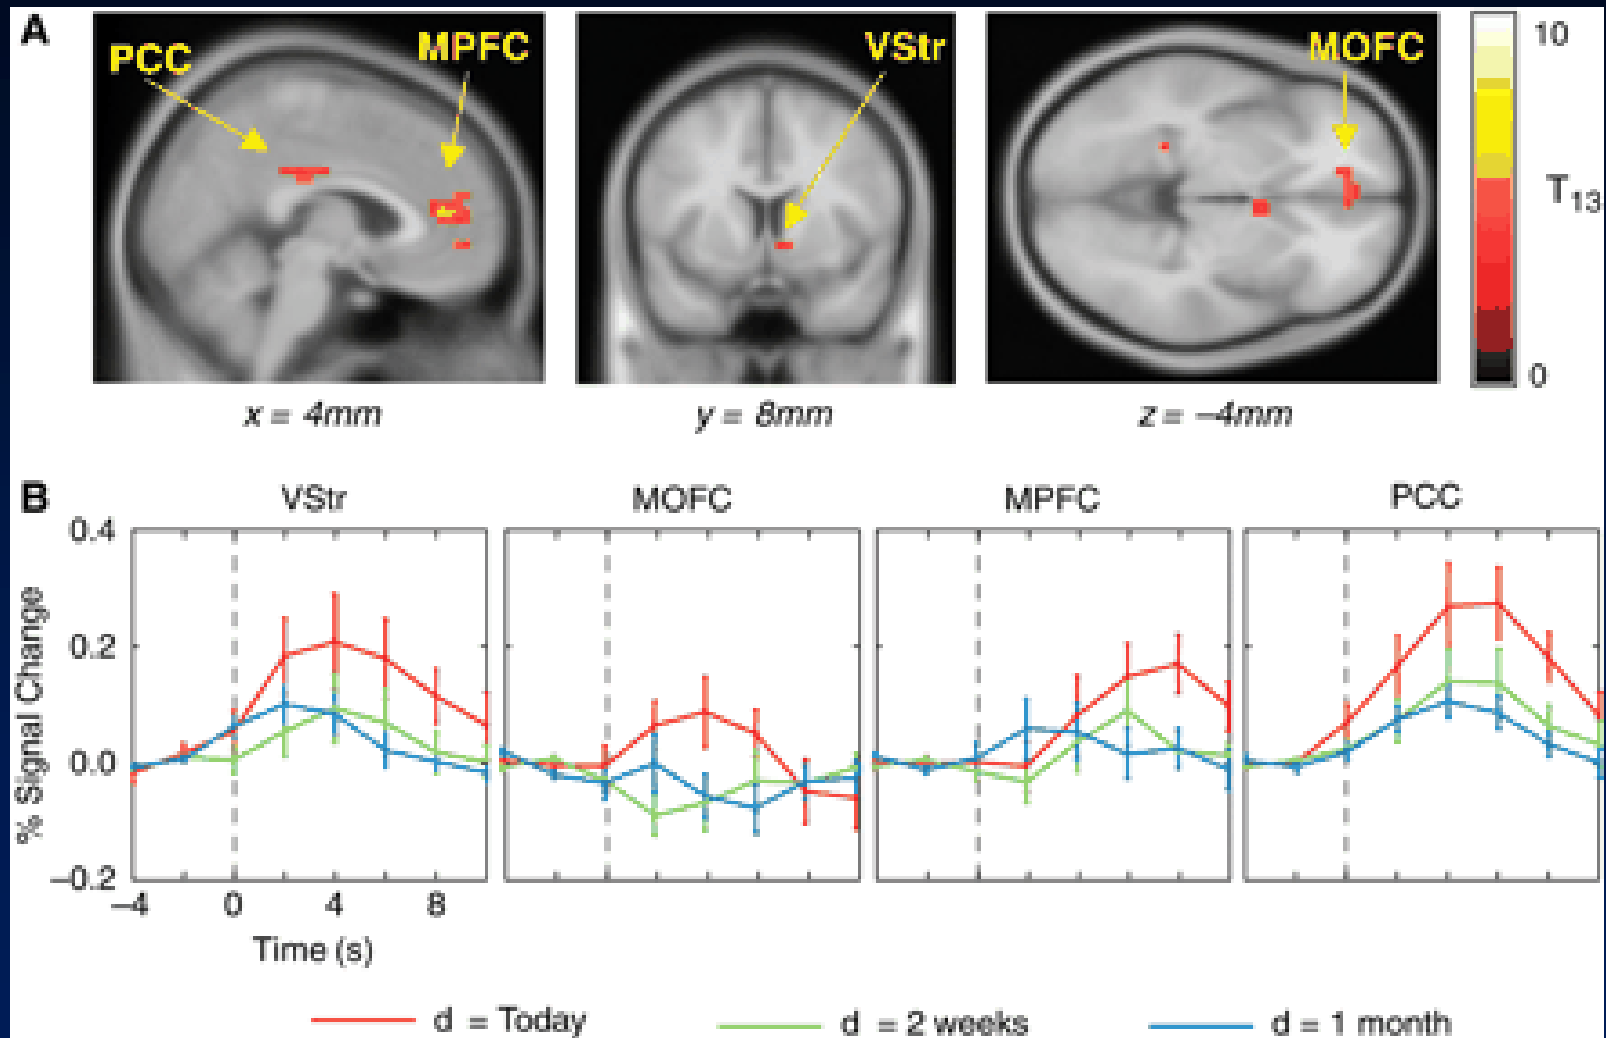 A
PCC
MPFC
VStr
MOFC
10
T13
0
x = 4mm
y = 8mm
z = –4mm
B
VStr
MOFC
MPFC
PCC
% Signal Change
0.4
0.2
0.0
–0.2
–4
0
4
8
Time (s)
d = Today
d = 2 weeks
d = 1 month